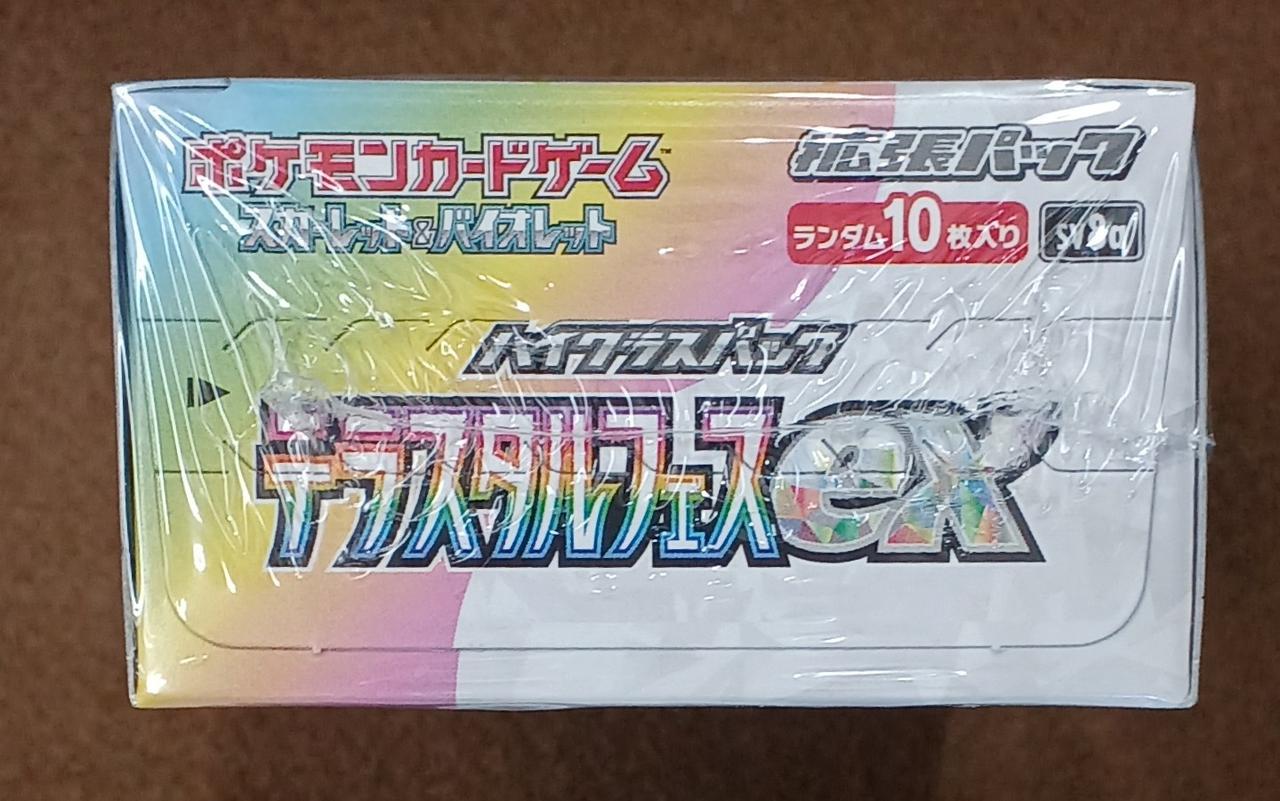 ポケモンカードゲーム™
スカーレット&バイオレット
拡張パック
ランダム10枚入り
sv8a
ハイクラスパック
テラスタルフェスex